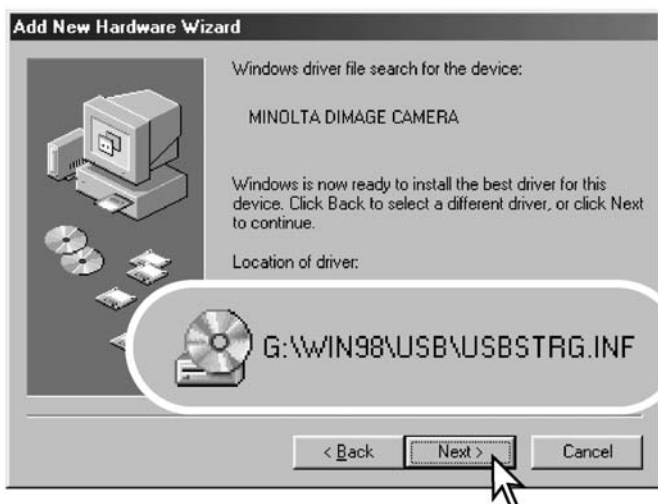 Add New Hardware Wizard
Windows driver file search for the device:
MINOLTA DIMAGE CAMERA
Windows is now ready to install the best driver for this
device. Click Back to select a different driver, or click Next
to continue.
Location of driver:
G:\WIN98\USB\USBSTRG.INF
< Back
Next >
Cancel